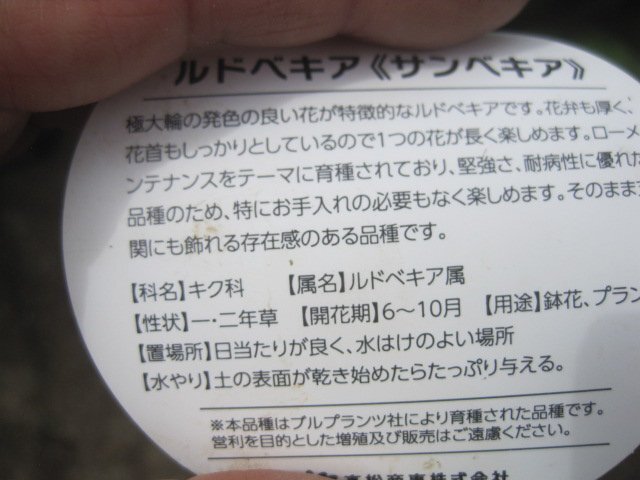 ルドベキア《サンベキア》
極大輪の発色の良い花が特徴的なルドベキアです。花弁も厚く、
花首もしっかりとしているので1つの花が長く楽しめます。ローメ
ンテナンスをテーマに育種されており、堅強さ、耐病性に優れた
品種のため、特にお手入れの必要もなく楽しめます。そのまま
関にも飾れる存在感のある品種です。
【科名】キク科 【属名】ルドベキア属
【性状】一・二年草 【開花期】6〜10月 【用途】鉢花、プラン
【置場所】日当たりが良く、水はけのよい場所
【水やり】土の表面が乾き始めたらたっぷり与える。
※本品種はブルプランツ社により育種された品種です。
営利を目的とした増殖及び販売はご遠慮ください。
株式会社